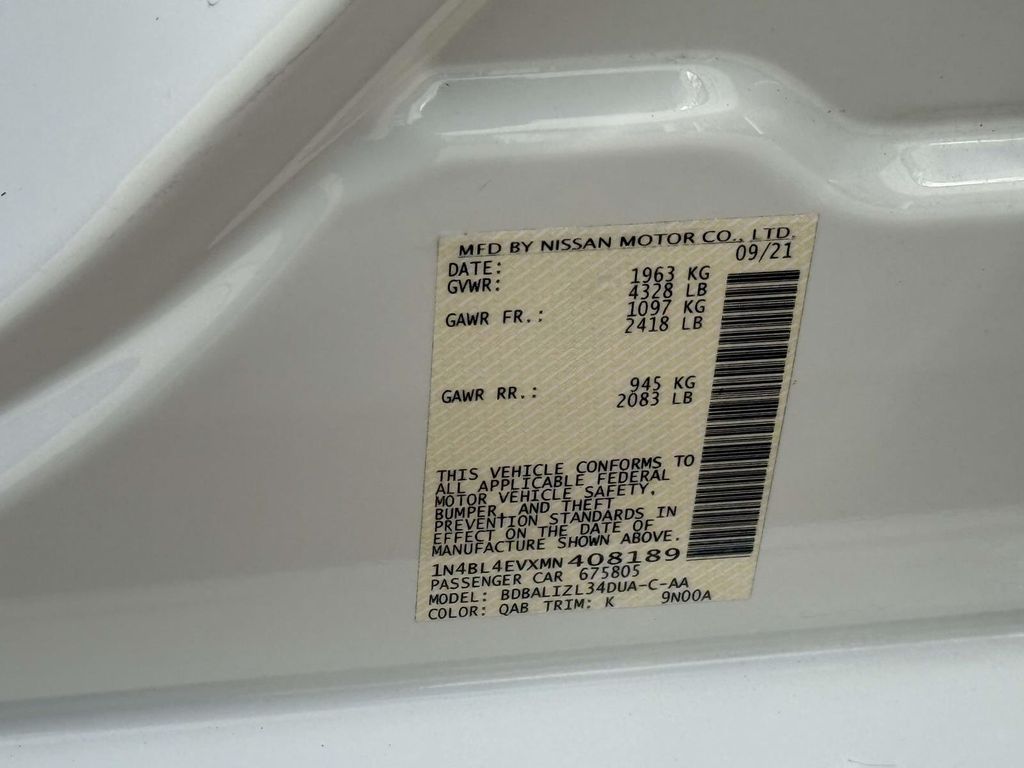 MFD BY NISSAN MOTOR CO., LTD.
DATE: 09/21
GVWR: 1963 KG
4328 LB
GAWR FR.: 1097 KG
2418 LB
GAWR RR.: 945 KG
2083 LB
THIS VEHICLE CONFORMS TO
ALL APPLICABLE FEDERAL
MOTOR VEHICLE SAFETY,
BUMPER, AND THEFT
PREVENTION STANDARDS IN
EFFECT ON THE DATE OF
MANUFACTURE SHOWN ABOVE.
1N4BL4EVXMN408189
PASSENGER CAR 675805
MODEL: BDBALIZL34DUA-C-AA
COLOR: QAB TRIM: K 9N00A